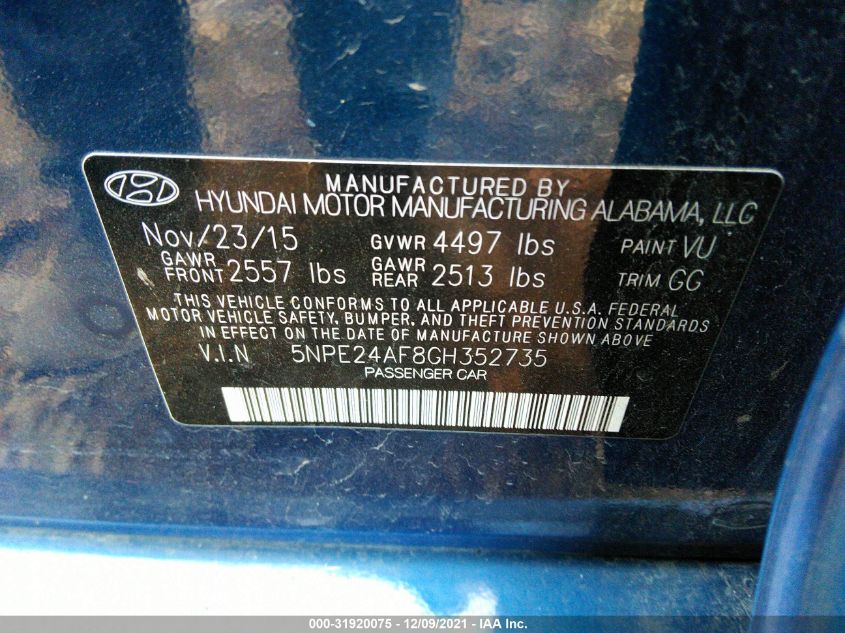 MANUFACTURED BY
HYUNDAI MOTOR MANUFACTURING ALABAMA, LLC
Nov/23/15 GVWR 4497 lbs PAINT VU
GAWR FRONT 2557 lbs GAWR REAR 2513 lbs TRIM GG
THIS VEHICLE CONFORMS TO ALL APPLICABLE U.S.A. FEDERAL
MOTOR VEHICLE SAFETY, BUMPER, AND THEFT PREVENTION STANDARDS
IN EFFECT ON THE DATE OF MANUFACTURE SHOWN ABOVE
V.I.N 5NPE24AF8GH352735
PASSENGER CAR
000-31920075 - 12/09/2021 - IAA Inc.